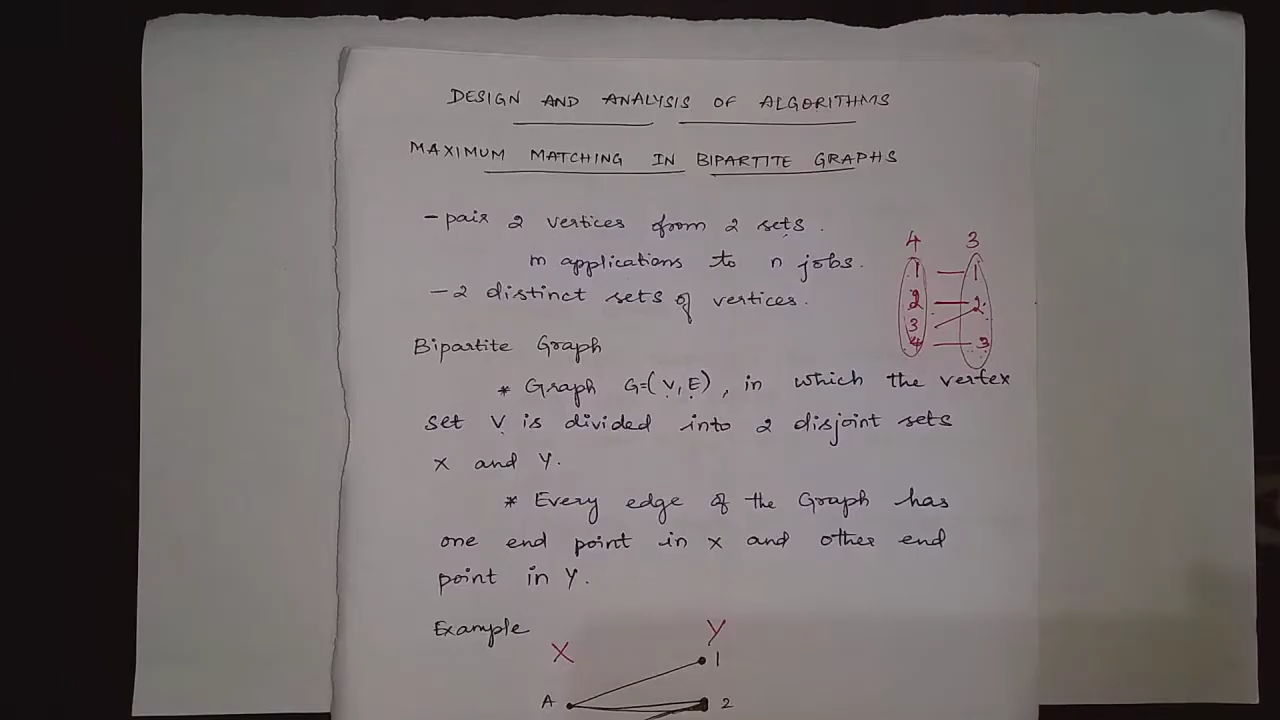 DESIGN AND ANALYSIS OF ALGORITHMS
MAXIMUM MATCHING IN BIPARTITE GRAPHS
- pair 2 vertices from 2 sets.
m applications to n jobs.
- 2 distinct sets of vertices.
4 3
1 1
2 2
3
4 3
Bipartite Graph
* Graph G=(V,E), in which the vertex
set V is divided into 2 disjoint sets
X and Y.
* Every edge of the Graph has
one end point in X and other end
point in Y.
Example
X Y
1
A 2